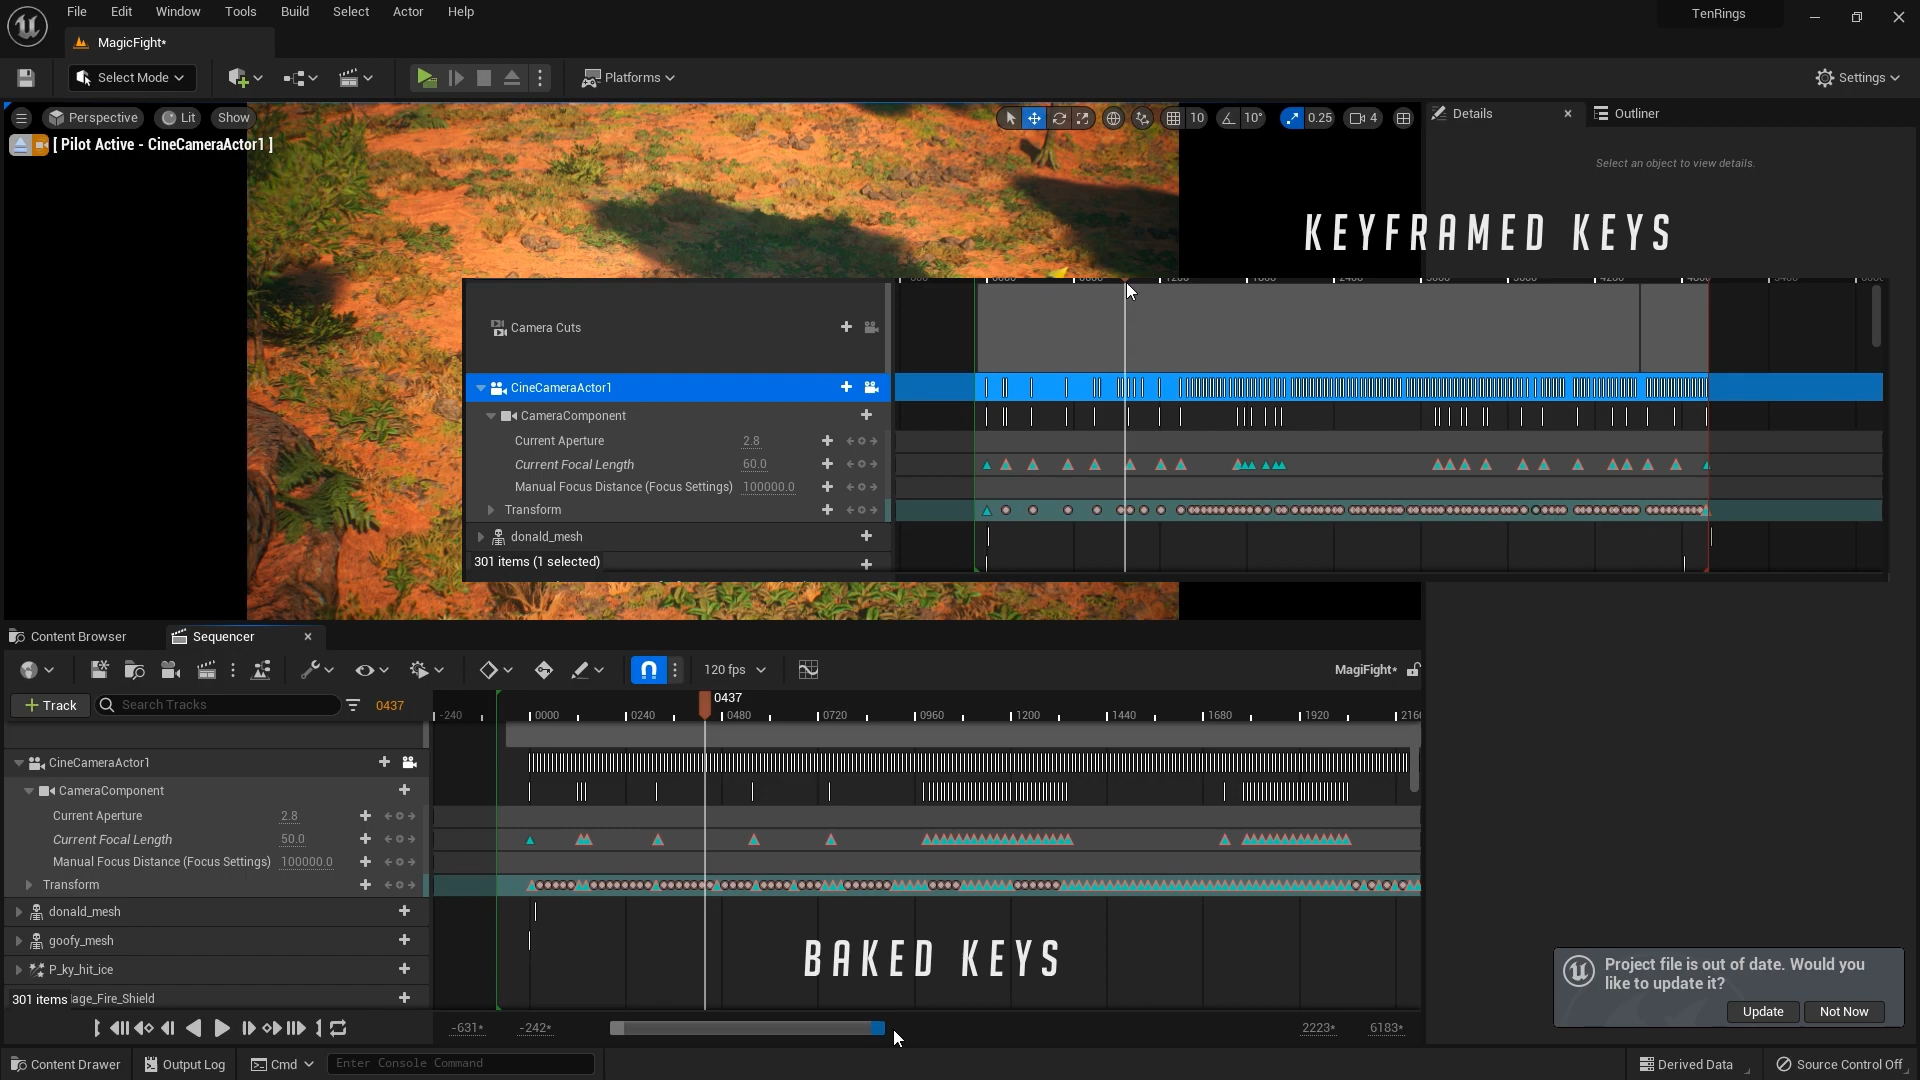 File Edit Window Tools Build Select Actor Help
TenRings
MagicFight*
Select Mode
Platforms
Settings
Perspective Lit Show
10 10° 0.25 4
[ Pilot Active - CineCameraActor1 ]
Details
Outliner
Select an object to view details.
KEYFRAMED KEYS
Camera Cuts
CineCameraActor1
CameraComponent
Current Aperture 2.8
Current Focal Length 60.0
Manual Focus Distance (Focus Settings) 100000.0
Transform
donald_mesh
301 items (1 selected)
Content Browser
Sequencer
120 fps
MagiFight*
Track
Search Tracks
0437
0437
-240 0000 0240 0480 0720 0960 1200 1440 1680 1920
CineCameraActor1
CameraComponent
Current Aperture 2.8
Current Focal Length 50.0
Manual Focus Distance (Focus Settings) 100000.0
Transform
donald_mesh
goofy_mesh
P_ky_hit_ice
301 items
age_Fire_Shield
BAKED KEYS
Project file is out of date. Would you
like to update it?
Update
Not Now
-631* -242* 2223* 6183*
Content Drawer
Output Log
Cmd
Enter Console Command
Derived Data
Source Control Off